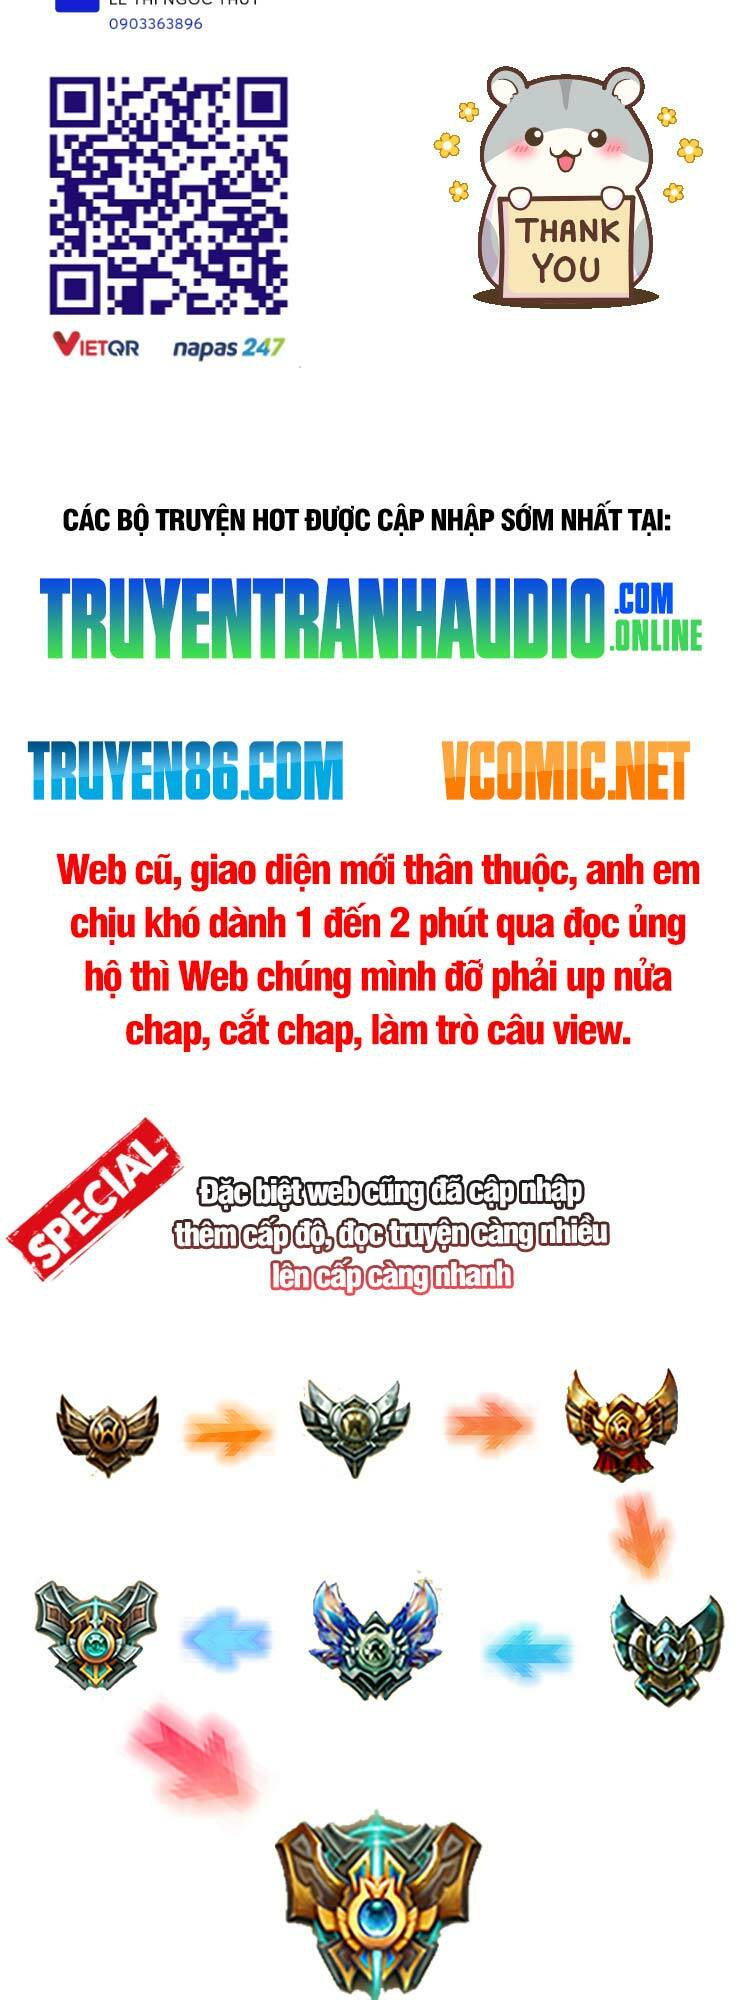 LÊ THỊ NGỌC THÚY
0903363896
VIETQR napas 247
THANK
YOU
CÁC BỘ TRUYỆN HOT ĐƯỢC CẬP NHẬP SỚM NHẤT TẠI:
TRUYENTRANHAUDIO .COM
.ONLINE
TRUYEN86.COM VCOMIC.NET
Web cũ, giao diện mới thân thuộc, anh em
chịu khó dành 1 đến 2 phút qua đọc ủng
hộ thì Web chúng mình đỡ phải up nửa
chap, cắt chap, làm trò câu view.
SPECIAL
Đặc biệt web cũng đã cập nhập
thêm cấp độ, đọc truyện càng nhiều
lên cấp càng nhanh